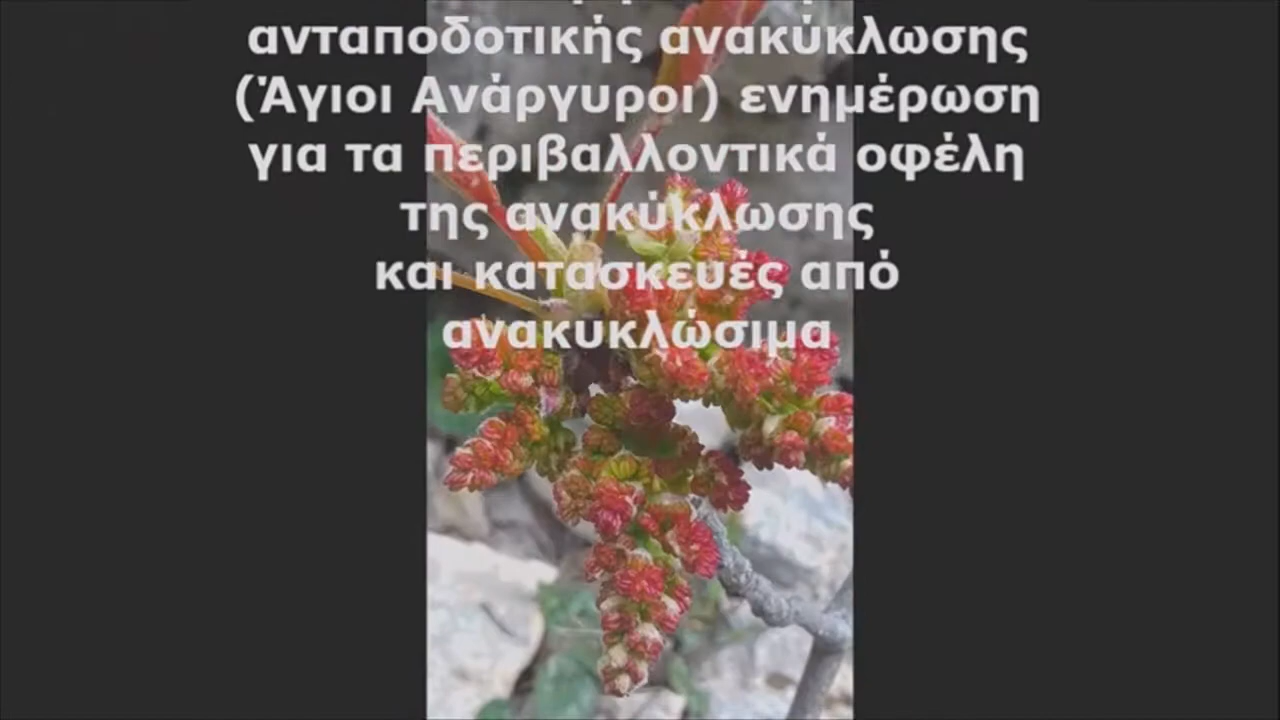 ανταποδοτικής ανακύκλωσης
(Άγιοι Ανάργυροι) ενημέρωση
για τα περιβαλλοντικά οφέλη
της ανακύκλωσης
και κατασκευές από
ανακυκλώσιμα